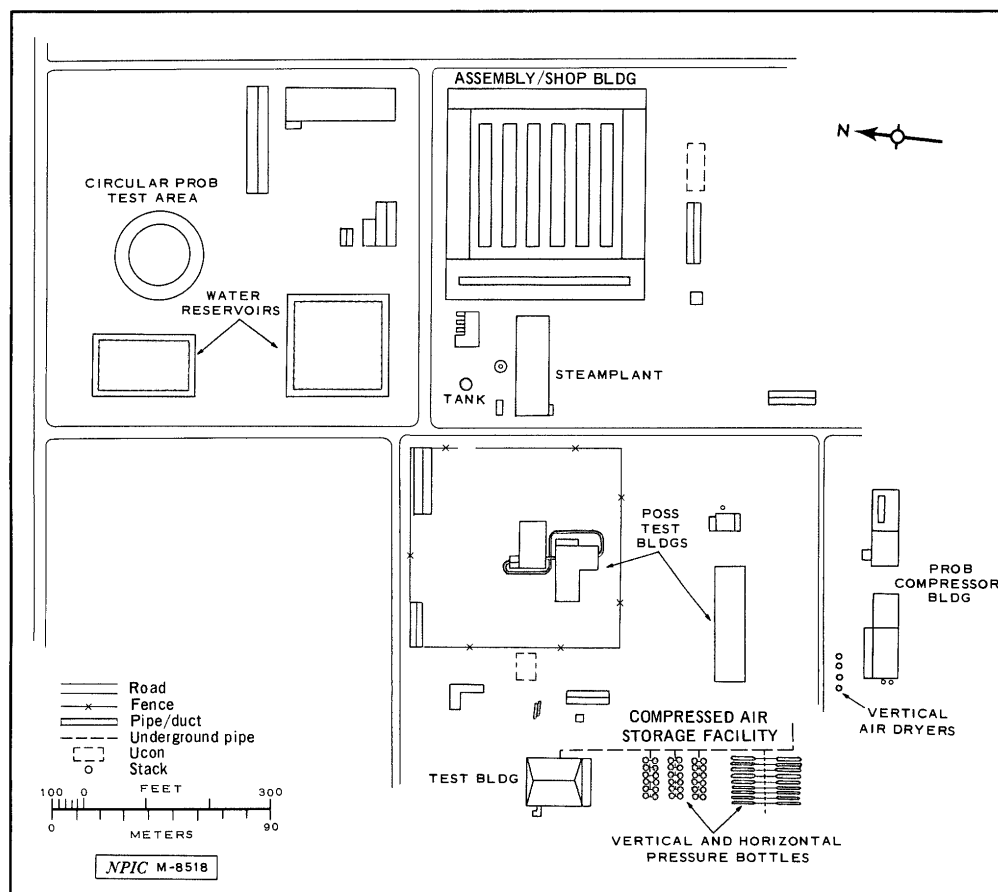 ASSEMBLY/SHOP BLDG
N
CIRCULAR PROB
TEST AREA
WATER
RESERVOIRS
STEAMPLANT
TANK
POSS
TEST
BLDGS
PROB
COMPRESSOR
BLDG
VERTICAL
AIR DRYERS
COMPRESSED AIR
STORAGE FACILITY
TEST BLDG
VERTICAL AND HORIZONTAL
PRESSURE BOTTLES
Road
Fence
Pipe/duct
Underground pipe
Ucon
Stack
100 0 FEET 300
0 METERS 90
NPIC M-8518